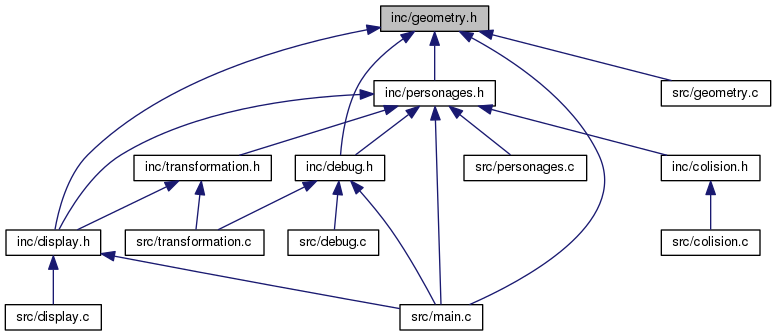 inc/geometry.h
inc/personages.h
src/geometry.c
inc/transformation.h
inc/debug.h
src/personages.c
inc/colision.h
inc/display.h
src/transformation.c
src/debug.c
src/colision.c
src/display.c
src/main.c